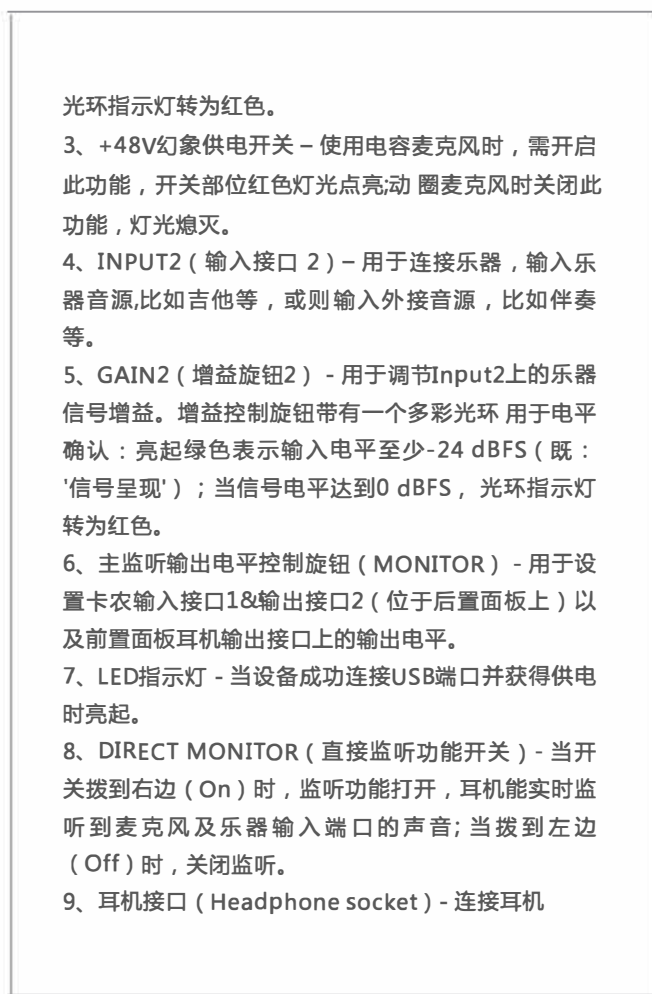 光环指示灯转为红色。
3、+48V幻象供电开关 – 使用电容麦克风时，需开启
此功能，开关部位红色灯光点亮;动 圈麦克风时关闭此
功能，灯光熄灭。
4、INPUT2（输入接口 2）– 用于连接乐器，输入乐
器音源,比如吉他等，或则输入外接音源，比如伴奏
等。
5、GAIN2（增益旋钮2） - 用于调节Input2上的乐器
信号增益。增益控制旋钮带有一个多彩光环 用于电平
确认：亮起绿色表示输入电平至少-24 dBFS（既：
'信号呈现'）；当信号电平达到0 dBFS， 光环指示灯
转为红色。
6、主监听输出电平控制旋钮（MONITOR） - 用于设
置卡农输入接口1&输出接口2（位于后置面板上）以
及前置面板耳机输出接口上的输出电平。
7、LED指示灯 - 当设备成功连接USB端口并获得供电
时亮起。
8、DIRECT MONITOR（直接监听功能开关）- 当开
关拨到右边（On）时，监听功能打开，耳机能实时监
听到麦克风及乐器输入端口的声音; 当拨到左边
（Off）时，关闭监听。
9、耳机接口（Headphone socket）- 连接耳机